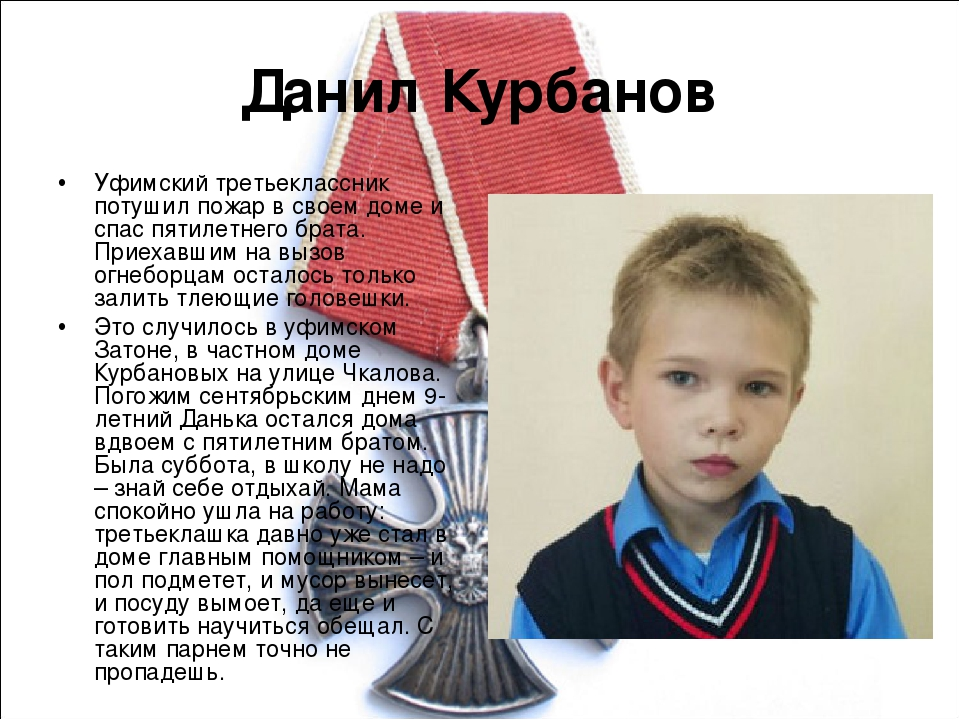 Данил Курбанов
• Уфимский третьеклассник
потушил пожар в своем доме и
спас пятилетнего брата.
Приехавшим на вызов
огнеборцам осталось только
залить тлеющие головешки.
• Это случилось в уфимском
Затоне, в частном доме
Курбановых на улице Чкалова.
Погожим сентябрьским днем 9-
летний Данька остался дома
вдвоем с пятилетним братом.
Была суббота, в школу не надо
– знай себе отдыхай. Мама
спокойно ушла на работу:
третьеклашка давно уже стал в
доме главным помощником – и
пол подметет, и мусор вынесет,
и посуду вымоет, да еще и
готовить научиться обещал. С
таким парнем точно не
пропадешь.